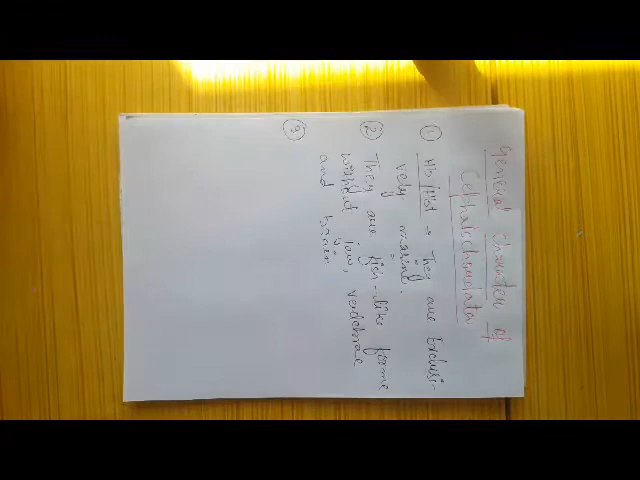 General Character of
Cephalochordata
① Habitat → They are Exclusi-
vely marine.
② They are fish-like forms
without jaw, vertebrae
and brain
③